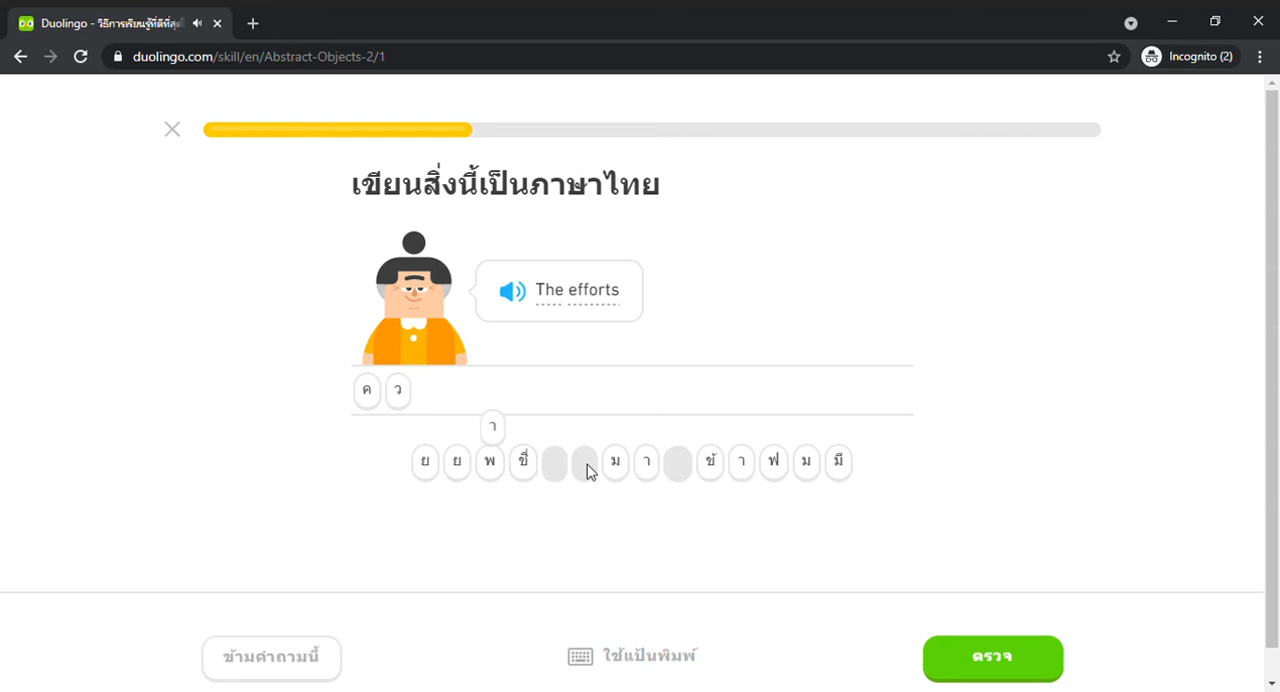 Duolingo - วิธีการเรียนรู้ที่ดีที่สุด
duolingo.com/skill/en/Abstract-Objects-2/1
Incognito (2)
เขียนสิ่งนี้เป็นภาษาไทย
The efforts
ค ว
า
ย ย พ ชี่ ม า ข้ า ฟ ม มี
ข้ามคำถามนี้
ใช้แป้นพิมพ์
ตรวจ